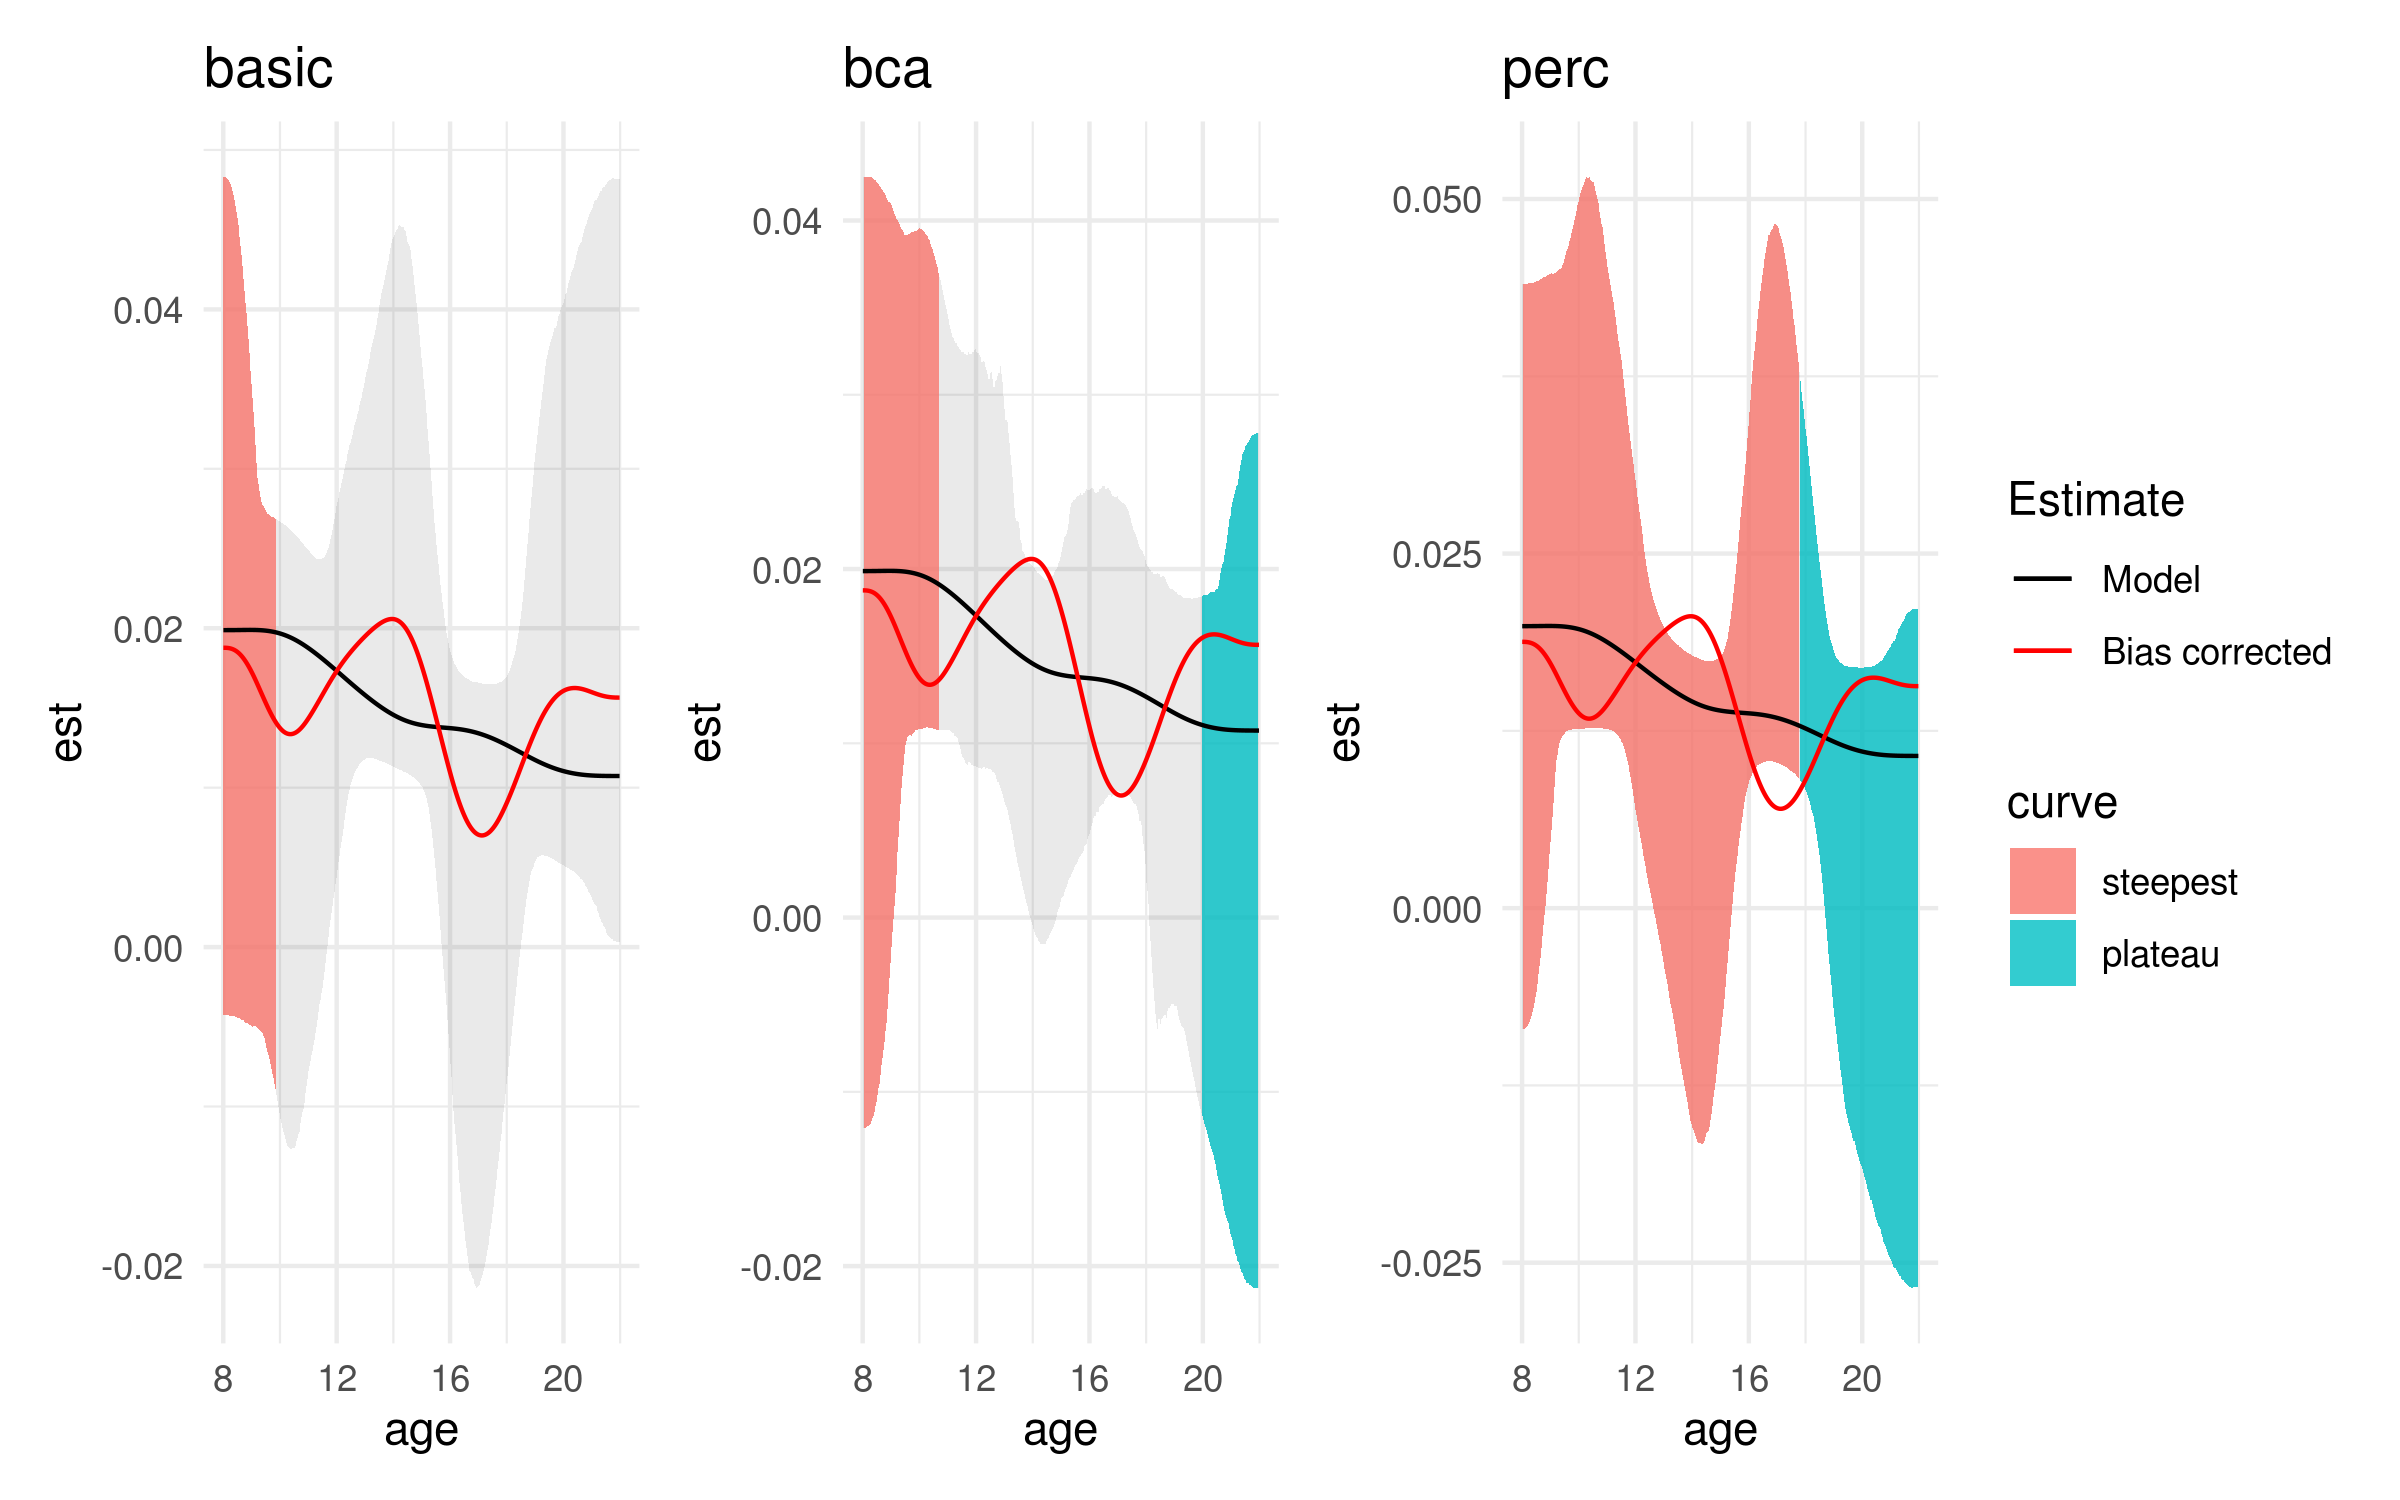 basic
bca
perc
est
0.04
0.02
0.00
-0.02
8 12 16 20
age
est
0.04
0.02
0.00
-0.02
8 12 16 20
age
est
0.050
0.025
0.000
-0.025
8 12 16 20
age
Estimate
Model
Bias corrected
curve
steepest
plateau